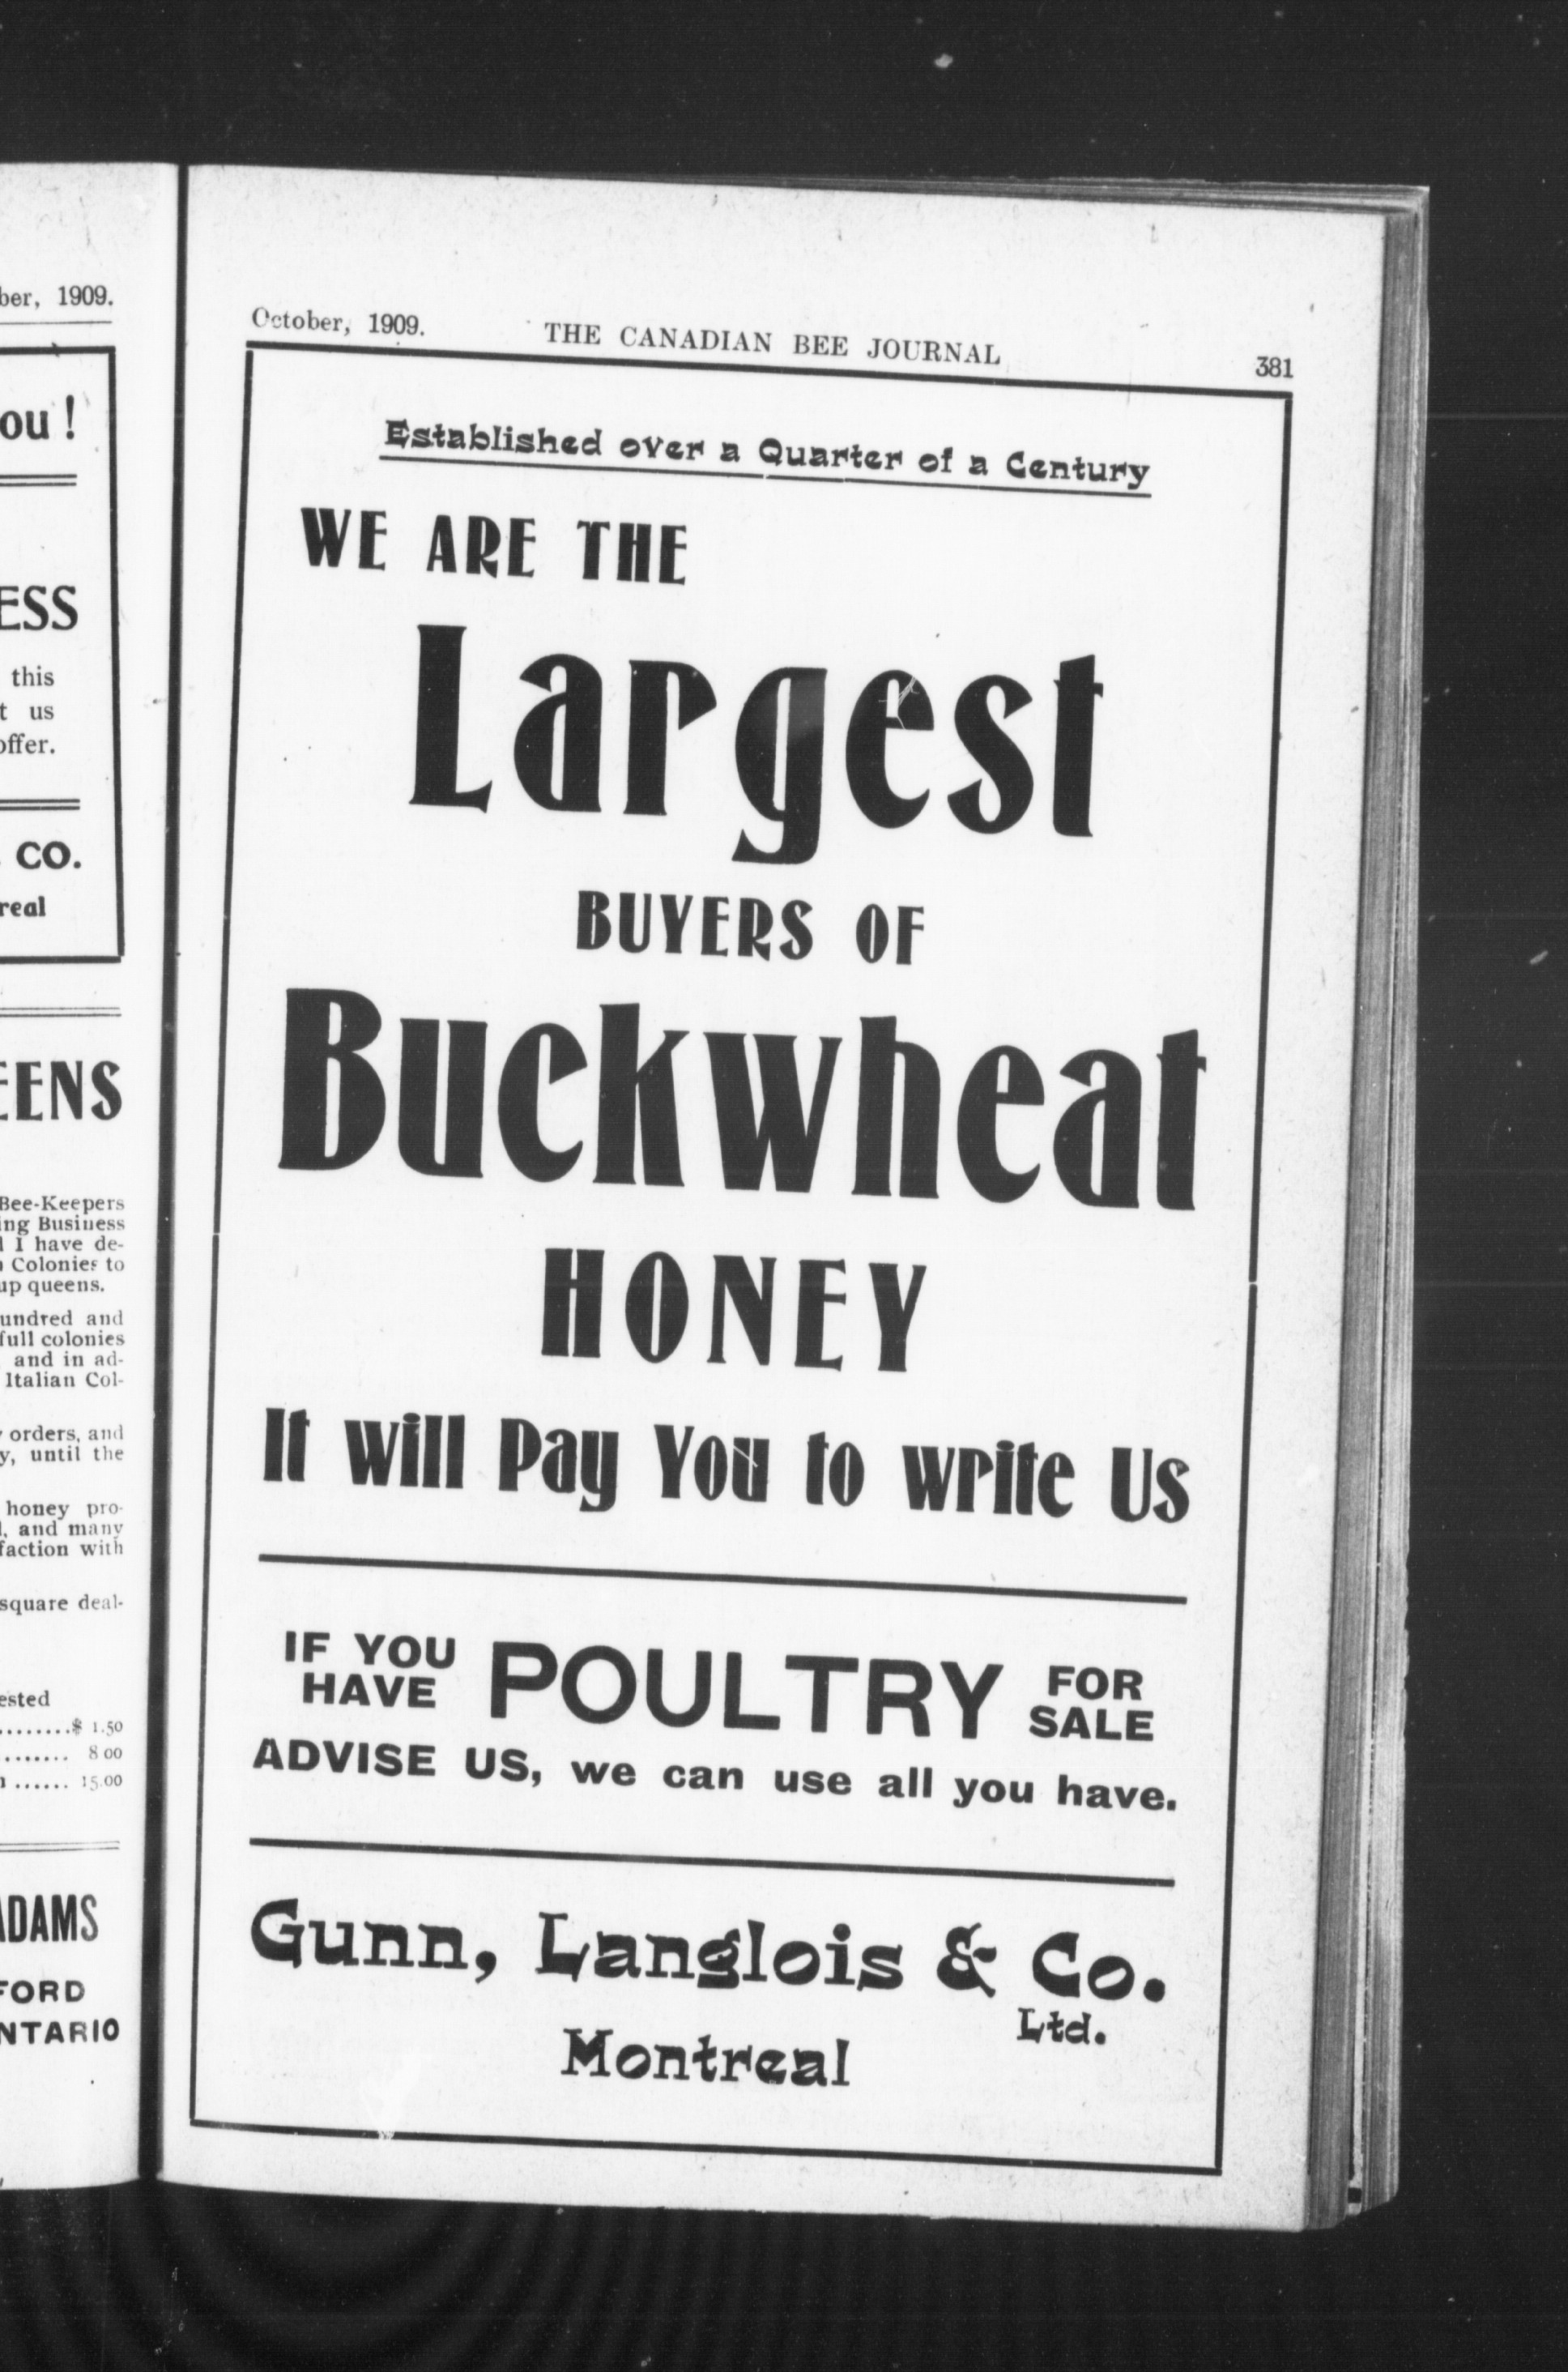 ber, 1909.
ou!
ESS
this
t us
offer.
CO.
real
EENS
Bee-Keepers
ing Business
I have de-
Colonies to
up queens.
undred and
full colonies
and in ad-
Italian Col-
orders, and
y, until the
honey pro-
, and many
faction with
square deal-
ested
........$ 1.50
....... 8 00
...... 15.00
ADAMS
FORD
NTARIO
October, 1909. THE CANADIAN BEE JOURNAL 381
Established over a Quarter of a Century
WE ARE THE
Largest
BUYERS OF
Buckwheat
HONEY
It Will Pay You to Write Us
IF YOU HAVE POULTRY FOR SALE
ADVISE US, we can use all you have.
Gunn, Langlois & Co.
Ltd.
Montreal